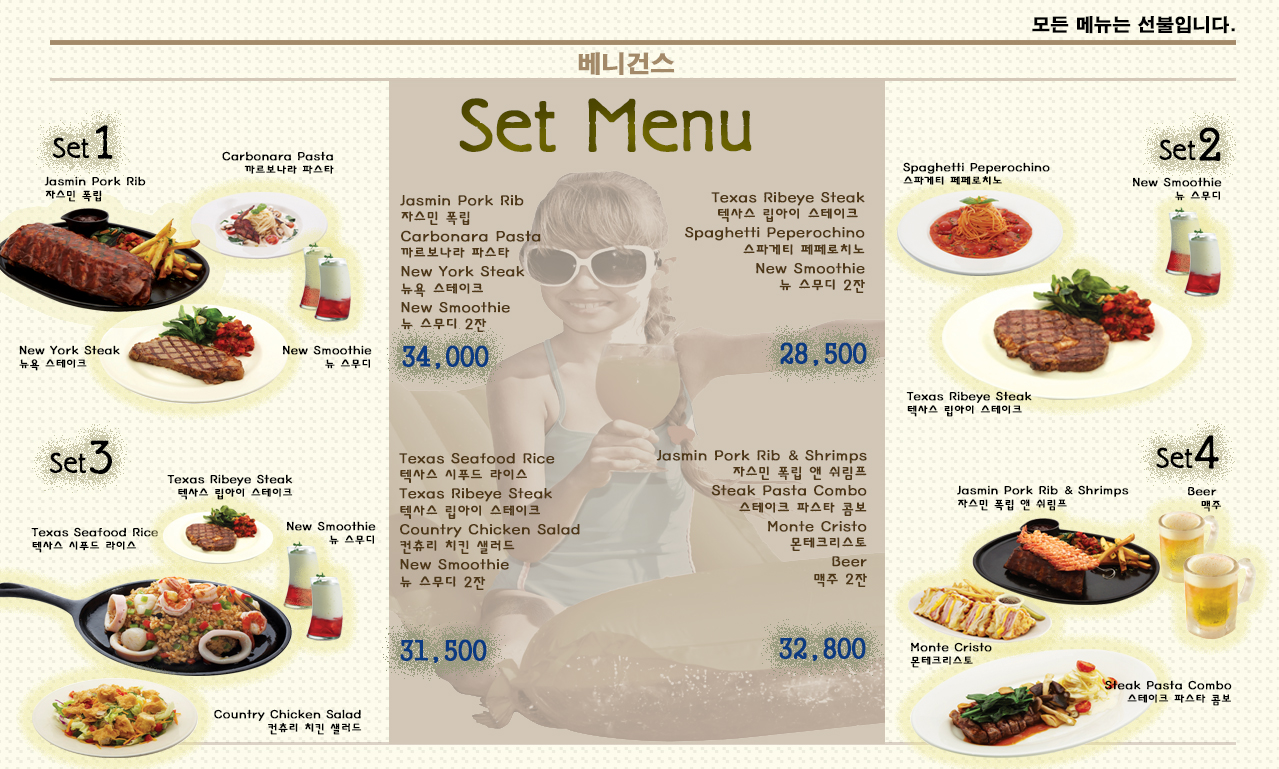 모든 메뉴는 선불입니다.
베니건스
Set Menu
Set 1
Jasmin Pork Rib
자스민 폭립
Carbonara Pasta
까르보나라 파스타
New York Steak
뉴욕 스테이크
New Smoothie
뉴 스무디
Jasmin Pork Rib
자스민 폭립
Carbonara Pasta
까르보나라 파스타
New York Steak
뉴욕 스테이크
New Smoothie
뉴 스무디 2잔
34,000
Texas Ribeye Steak
텍사스 립아이 스테이크
Spaghetti Peperochino
스파게티 페페로치노
New Smoothie
뉴 스무디 2잔
28,500
Set 2
Spaghetti Peperochino
스파게티 페페로치노
New Smoothie
뉴 스무디
Texas Ribeye Steak
텍사스 립아이 스테이크
Set 3
Texas Ribeye Steak
텍사스 립아이 스테이크
Texas Seafood Rice
텍사스 시푸드 라이스
New Smoothie
뉴 스무디
Country Chicken Salad
컨츄리 치킨 샐러드
Texas Seafood Rice
텍사스 시푸드 라이스
Texas Ribeye Steak
텍사스 립아이 스테이크
Country Chicken Salad
컨츄리 치킨 샐러드
New Smoothie
뉴 스무디 2잔
31,500
Jasmin Pork Rib & Shrimps
자스민 폭립 앤 쉬림프
Steak Pasta Combo
스테이크 파스타 콤보
Monte Cristo
몬테크리스토
Beer
맥주 2잔
32,800
Set 4
Jasmin Pork Rib & Shrimps
자스민 폭립 앤 쉬림프
Beer
맥주
Monte Cristo
몬테크리스토
Steak Pasta Combo
스테이크 파스타 콤보